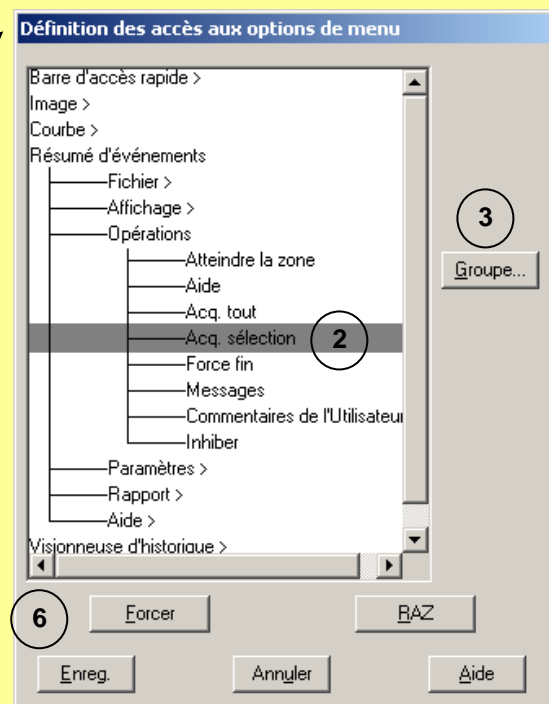 Définition des accès aux options de menu
Barre d'accès rapide >
Image >
Courbe >
Résumé d'événements
Fichier >
Affichage >
Opérations
3
Atteindre la zone
Groupe...
Aide
Acq. tout
Acq. sélection 2
Force fin
Messages
Commentaires de l'Utilisateur
Inhiber
Paramètres >
Rapport >
Aide >
Visionneuse d'historique >
6 Forcer RAZ
Enreg. Annuler Aide